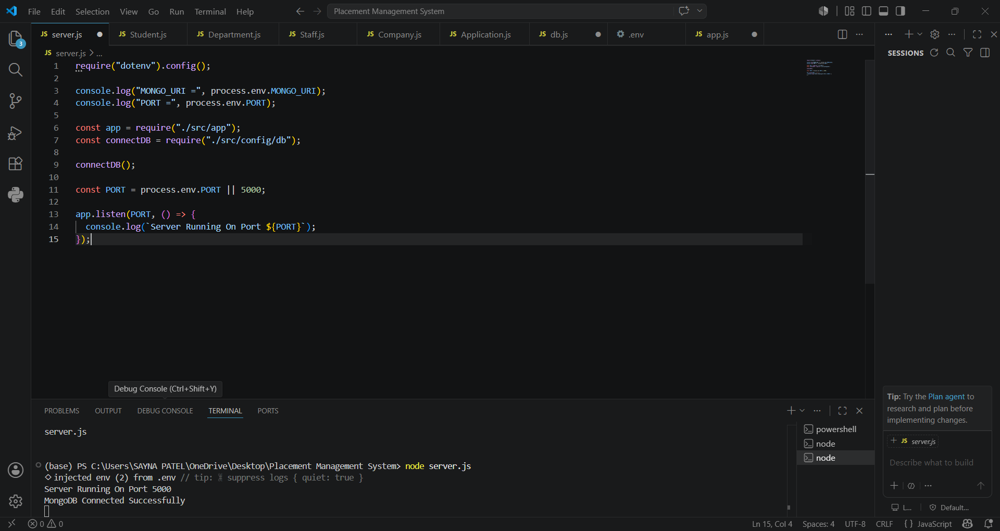 File Edit Selection View Go Run Terminal Help
Placement Management System
3
JS server.js
JS Student.js
JS Department.js
JS Staff.js
JS Company.js
JS Application.js
JS db.js
.env
JS app.js
JS server.js > ...
1 require("dotenv").config();
2
3 console.log("MONGO_URI =", process.env.MONGO_URI);
4 console.log("PORT =", process.env.PORT);
5
6 const app = require("./src/app");
7 const connectDB = require("./src/config/db");
8
9 connectDB();
10
11 const PORT = process.env.PORT || 5000;
12
13 app.listen(PORT, () => {
14 console.log(`Server Running On Port ${PORT}`);
15 });
SESSIONS
Debug Console (Ctrl+Shift+Y)
PROBLEMS OUTPUT DEBUG CONSOLE TERMINAL PORTS
server.js
(base) PS C:\Users\SAYNA PATEL\OneDrive\Desktop\Placement Management System> node server.js
injected env (2) from .env // tip: suppress logs { quiet: true }
Server Running On Port 5000
MongoDB Connected Successfully
powershell
node
node
Tip: Try the Plan agent to
research and plan before
implementing changes.
JS server.js
Describe what to build
L... Default...
0 0
Ln 15, Col 4 Spaces: 4 UTF-8 CRLF {} JavaScript